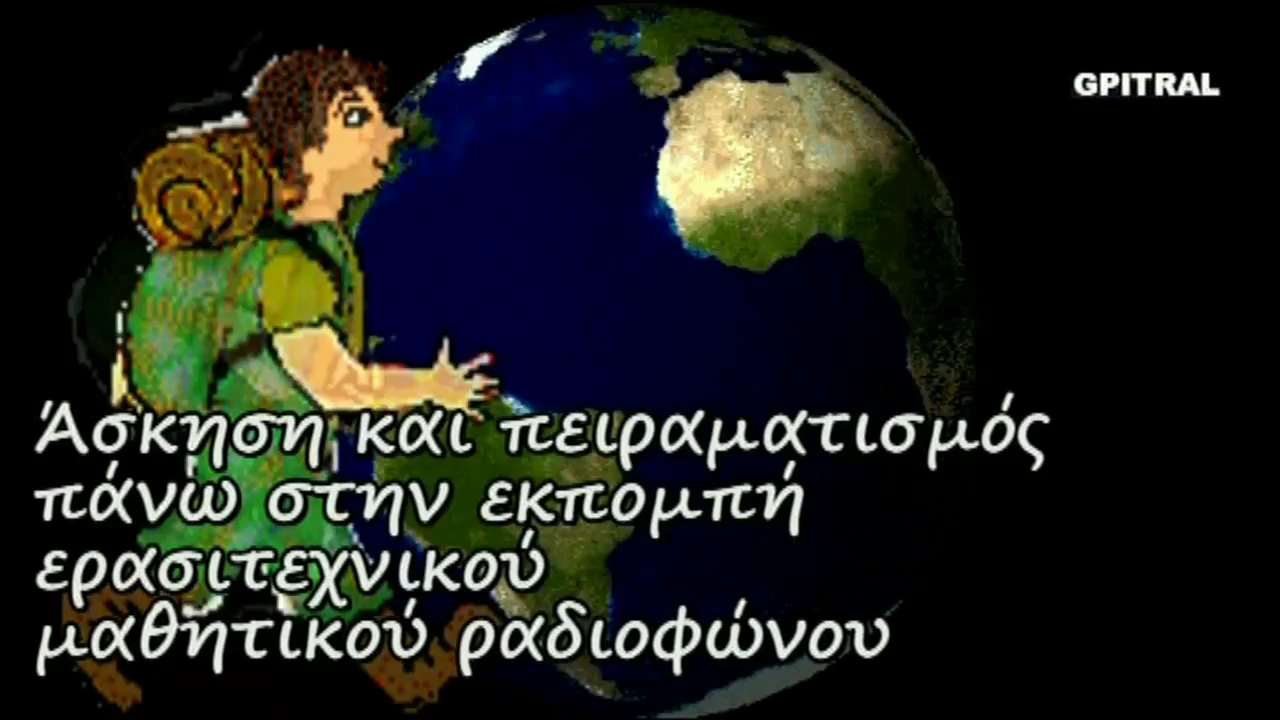 GPITRAL
Άσκηση και πειραματισμός
πάνω στην εκπομπή
ερασιτεχνικού
μαθητικού ραδιοφώνου